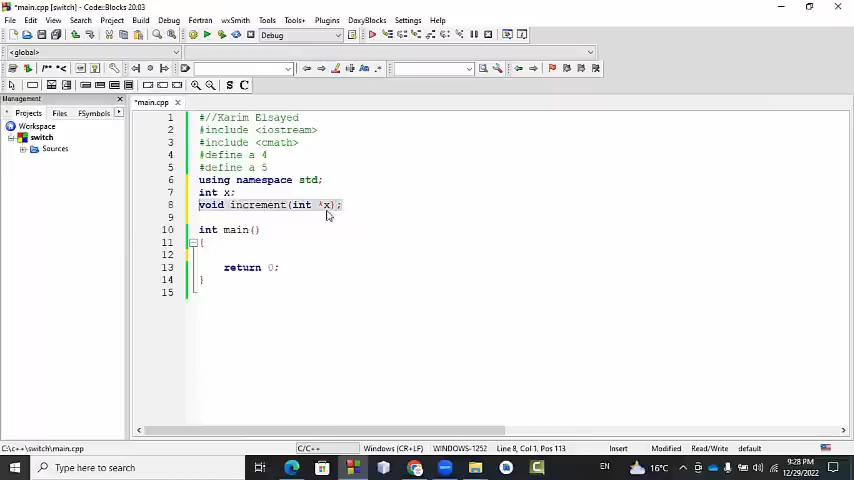 *main.cpp [switch] - Code::Blocks 20.03
File Edit View Search Project Build Debug Fortran wxSmith Tools Tools+ Plugins DoxyBlocks Settings Help
Debug
<global>
/** *< Aa .*
S C
Management
Projects Files FSymbols
Workspace
switch
Sources
*main.cpp
1 #//Karim Elsayed
2 #include <iostream>
3 #include <cmath>
4 #define a 4
5 #define a 5
6 using namespace std;
7 int x;
8 void increment(int *x);
9
10 int main()
11 {
12
13 return 0;
14 }
15
C:\c++\switch\main.cpp C/C++ Windows (CR+LF) WINDOWS-1252 Line 8, Col 1, Pos 113 Insert Modified Read/Write default
Type here to search EN 16°C 9:28 PM
12/29/2022